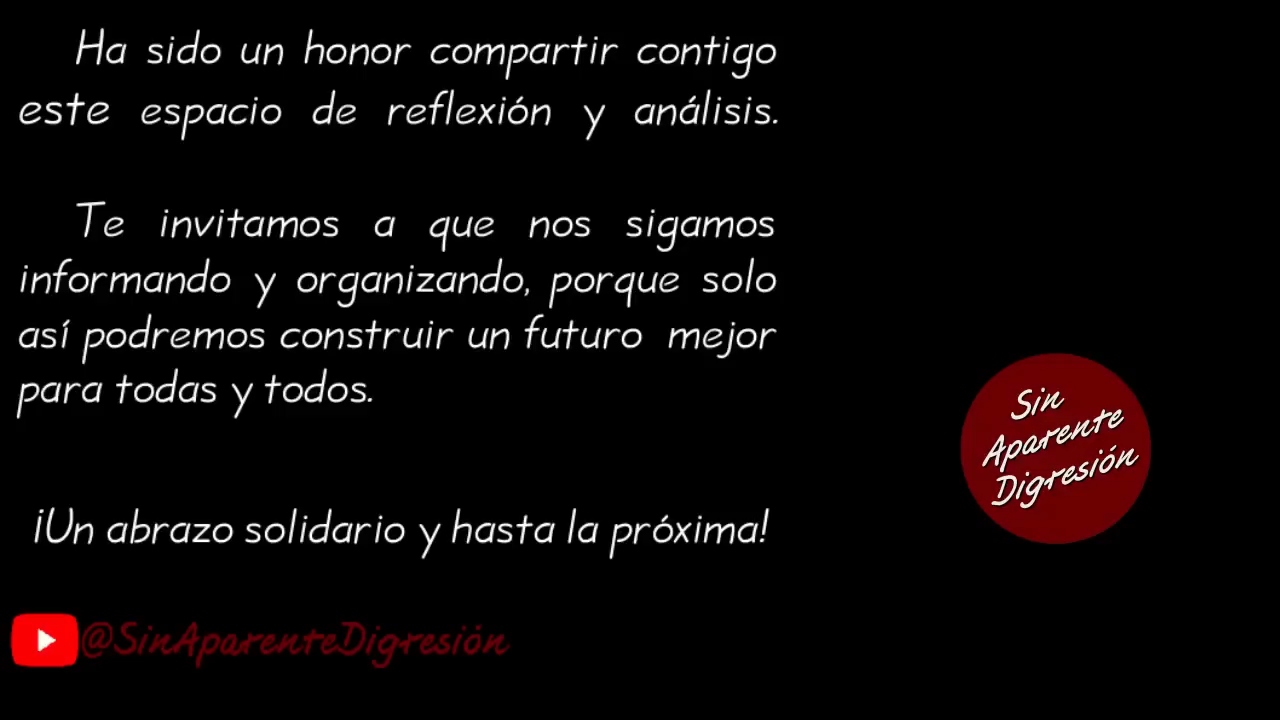 Ha sido un honor compartir contigo
este espacio de reflexión y análisis.
Te invitamos a que nos sigamos
informando y organizando, porque solo
así podremos construir un futuro mejor
para todas y todos.
¡Un abrazo solidario y hasta la próxima!
@SinAparenteDigresión
Sin
Aparente
Digresión